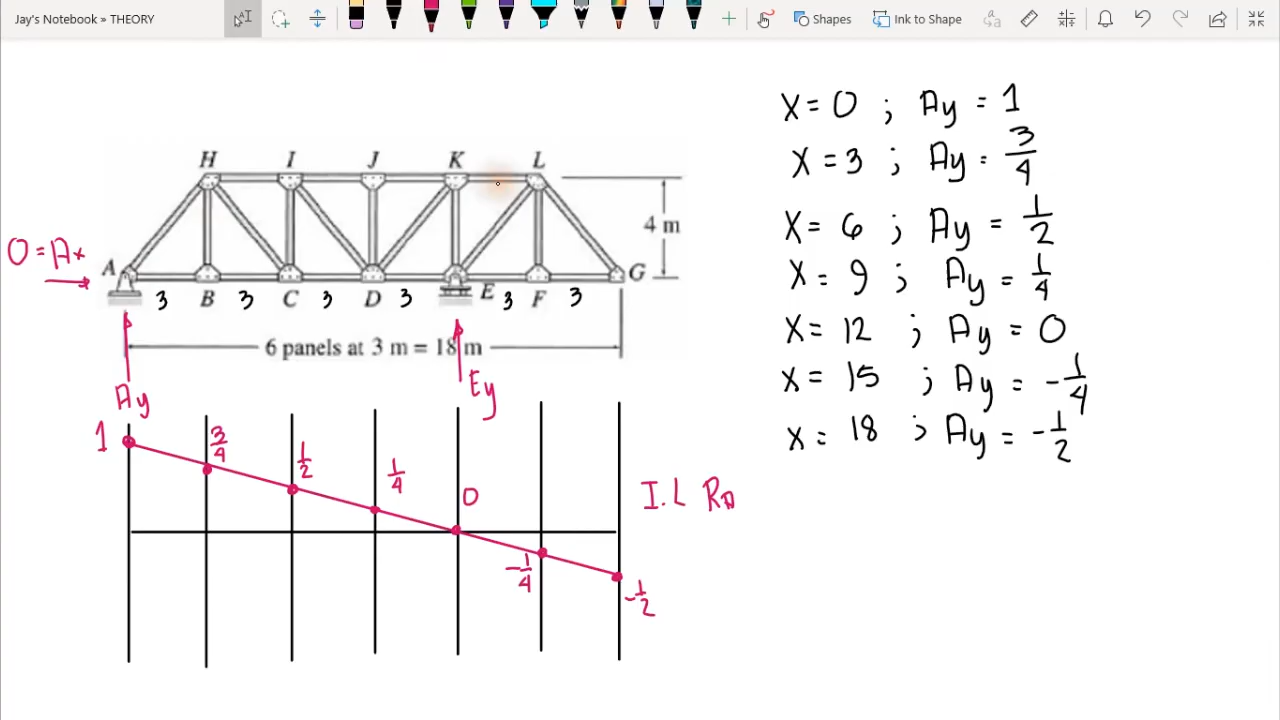 Jay's Notebook » THEORY
Shapes
Ink to Shape
H I J K L
4 m
0 = Ax
A
G
B C D E F
3 3 3 3 3 3
6 panels at 3 m = 18 m
Ay
Ey
1
3/4
1/2
1/4
0
-1/4
-1/2
I.L RA
x = 0 ; Ay = 1
x = 3 ; Ay = 3/4
x = 6 ; Ay = 1/2
x = 9 ; Ay = 1/4
x = 12 ; Ay = 0
x = 15 ; Ay = -1/4
x = 18 ; Ay = -1/2